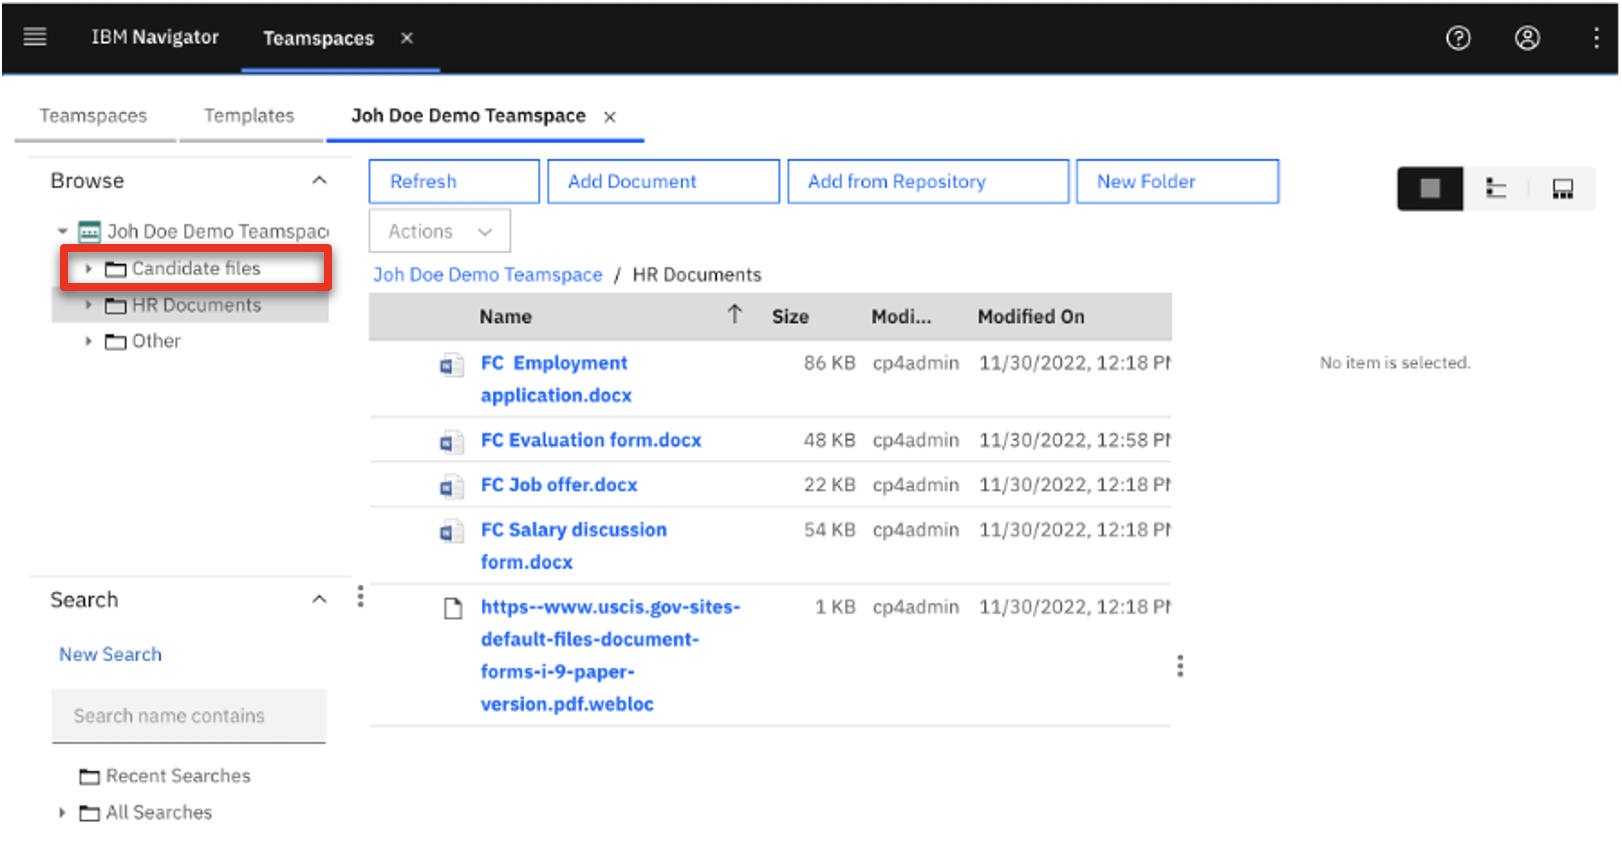 IBM Navigator
Teamspaces
Teamspaces
Templates
Joh Doe Demo Teamspace
Browse
Joh Doe Demo Teamspac
Candidate files
HR Documents
Other
Search
New Search
Search name contains
Recent Searches
All Searches
Refresh
Add Document
Add from Repository
New Folder
Actions
Joh Doe Demo Teamspace / HR Documents
Name Size Modi... Modified On
FC Employment 86 KB cp4admin 11/30/2022, 12:18 PM
application.docx
FC Evaluation form.docx 48 KB cp4admin 11/30/2022, 12:58 PM
FC Job offer.docx 22 KB cp4admin 11/30/2022, 12:18 PM
FC Salary discussion 54 KB cp4admin 11/30/2022, 12:18 PM
form.docx
https--www.uscis.gov-sites- 1 KB cp4admin 11/30/2022, 12:18 PM
default-files-document-
forms-i-9-paper-
version.pdf.webloc
No item is selected.